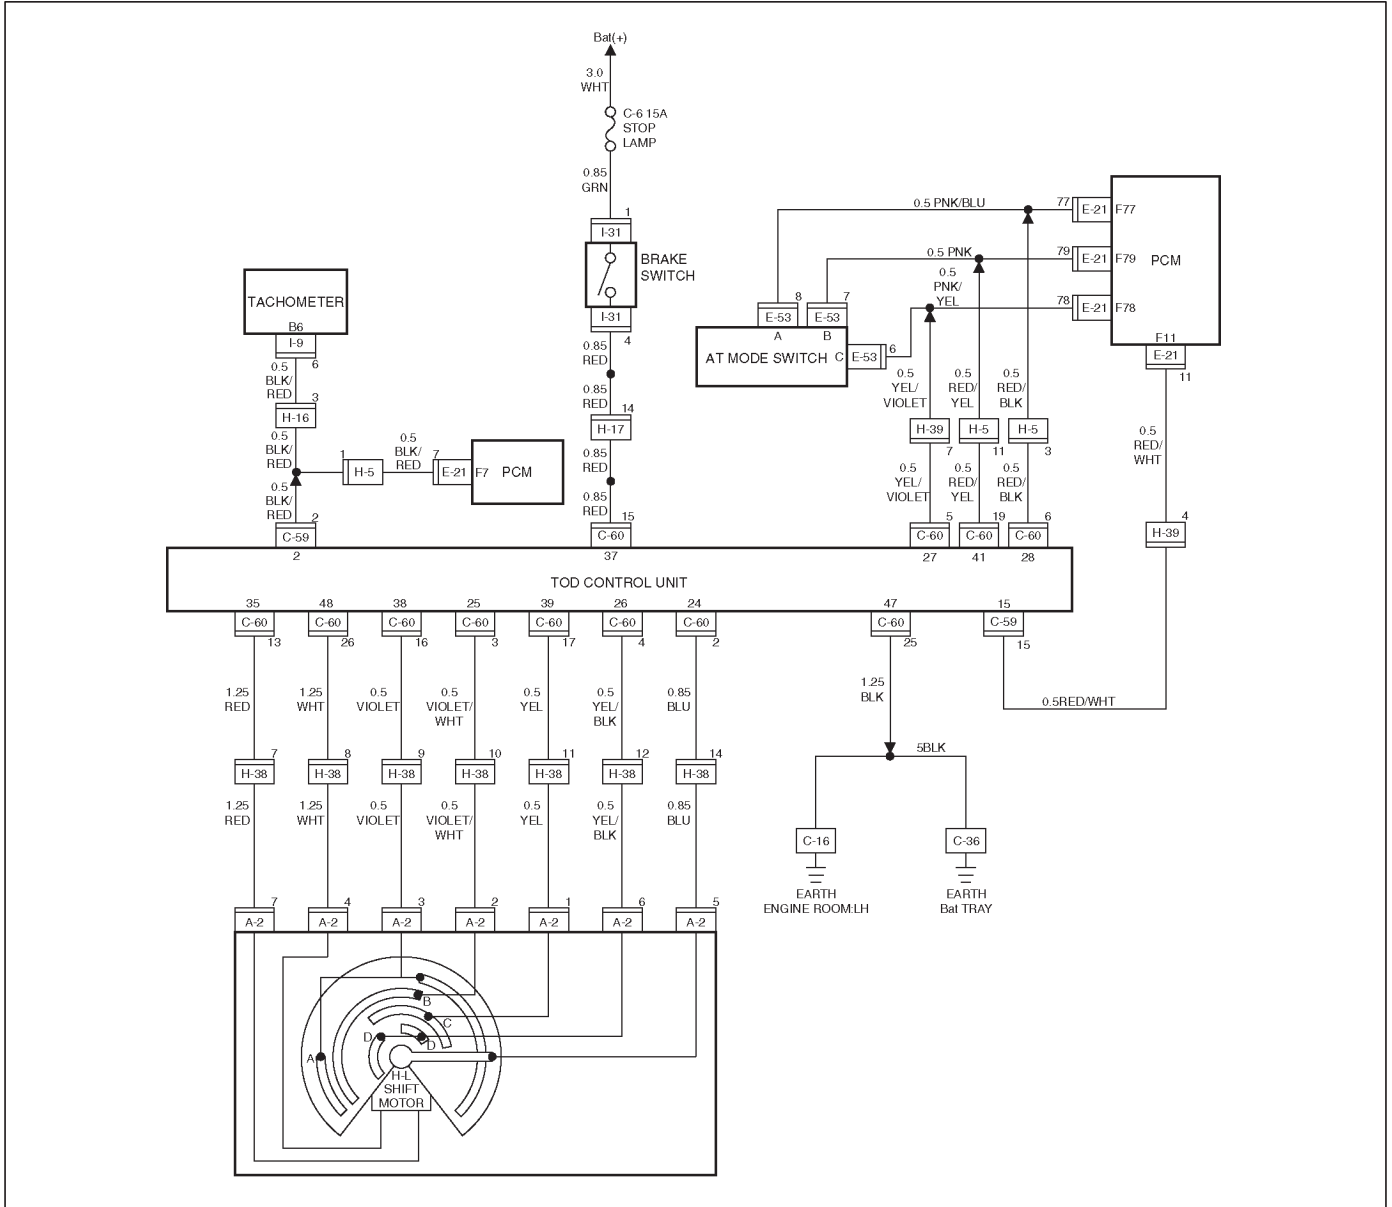 Bat(+)
3.0
WHT
C-6 15A
STOP
LAMP
0.85
GRN
1
I-31
BRAKE
SWITCH
I-31
4
0.85
RED
0.85
RED
14
H-17
0.85
RED
0.85
RED
15
C-60
37
TACHOMETER
B6
I-9
6
0.5
BLK/
RED
3
H-16
0.5
BLK/
RED
1
H-5
0.5
BLK/
RED
7
E-21
F7
PCM
0.5
BLK/
RED
2
C-59
2
0.5 PNK/BLU
77
E-21
F77
0.5 PNK
79
E-21
F79
PCM
0.5
PNK/
YEL
78
E-21
F78
8
E-53
A
7
E-53
B
AT MODE SWITCH
C
E-53
6
F11
E-21
11
0.5
YEL/
VIOLET
0.5
RED/
YEL
0.5
RED/
BLK
H-39
7
H-5
11
H-5
3
0.5
YEL/
VIOLET
0.5
RED/
YEL
0.5
RED/
BLK
5
C-60
27
19
C-60
41
6
C-60
28
0.5
RED/
WHT
4
H-39
TOD CONTROL UNIT
35
48
38
25
39
26
24
47
15
C-60
C-60
C-60
C-60
C-60
C-60
C-60
C-60
C-59
13
26
16
3
17
4
2
25
15
1.25
RED
1.25
WHT
0.5
VIOLET
0.5
VIOLET/
WHT
0.5
YEL
0.5
YEL/
BLK
0.85
BLU
1.25
BLK
0.5RED/WHT
7
8
9
10
11
12
14
H-38
H-38
H-38
H-38
H-38
H-38
H-38
5BLK
1.25
RED
1.25
WHT
0.5
VIOLET
0.5
VIOLET/
WHT
0.5
YEL
0.5
YEL/
BLK
0.85
BLU
C-16
C-36
EARTH
ENGINE ROOM:LH
EARTH
Bat TRAY
7
4
3
2
1
6
5
A-2
A-2
A-2
A-2
A-2
A-2
A-2
B
C
D
D
A
H-L
SHIFT
MOTOR